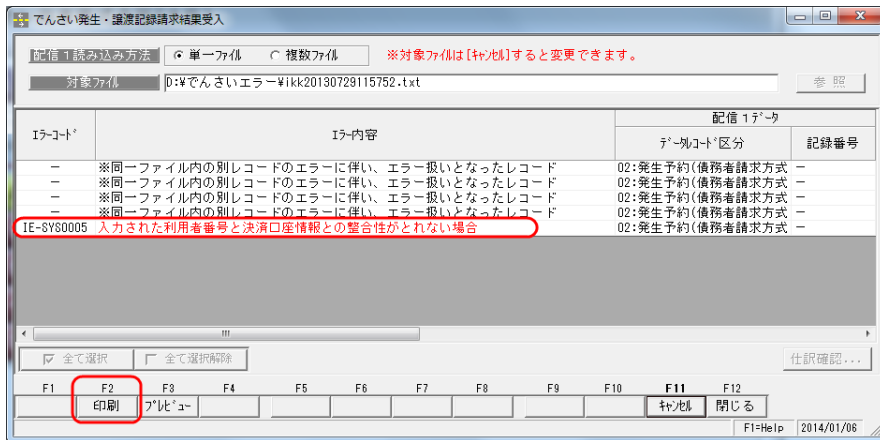 でんさい発生・譲渡記録請求結果受入
配信1読み込み方法 単一ファイル 複数ファイル ※対象ファイルは[キャンセル]すると変更できます。
対象ファイル D:¥でんさいエラー¥ikk20130729115752.txt 参照
エラーコード エラー内容 配信1データ
データレコード区分 記録番号
－ ※同一ファイル内の別レコードのエラーに伴い、エラー扱いとなったレコード 02:発生予約(債務者請求方式 －
－ ※同一ファイル内の別レコードのエラーに伴い、エラー扱いとなったレコード 02:発生予約(債務者請求方式 －
－ ※同一ファイル内の別レコードのエラーに伴い、エラー扱いとなったレコード 02:発生予約(債務者請求方式 －
－ ※同一ファイル内の別レコードのエラーに伴い、エラー扱いとなったレコード 02:発生予約(債務者請求方式 －
IE-SYS0005 入力された利用者番号と決済口座情報との整合性がとれない場合 02:発生予約(債務者請求方式 －
全て選択 全て選択解除 仕訳確認...
F1 F2 F3 F4 F5 F6 F7 F8 F9 F10 F11 F12
印刷 プレビュー キャンセル 閉じる
F1=Help 2014/01/06